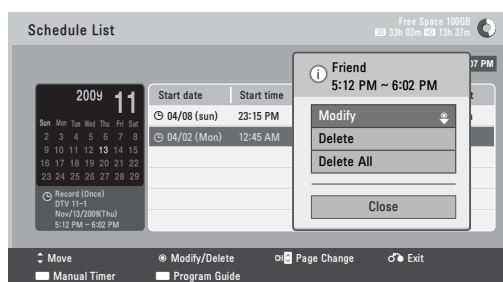 Schedule List
Free Space 100GB
SD 33h 03m HD 13h 37m
07 PM
2009 11
Sun Mon Tue Wed Thu Fri Sat
2 3 4 5 6 7 8
9 10 11 12 13 14 15
16 17 18 19 20 21 22
23 24 25 26 27 28 29
Record (Once)
DTV 11-1
Nov/13/2009(Thu)
5:12 PM ~ 6:02 PM
Start date Start time
04/08 (sun) 23:15 PM
04/02 (Mon) 12:45 AM
Friend
5:12 PM ~ 6:02 PM
Modify
Delete
Delete All
Close
Move Modify/Delete CH Page Change Exit
Manual Timer Program Guide